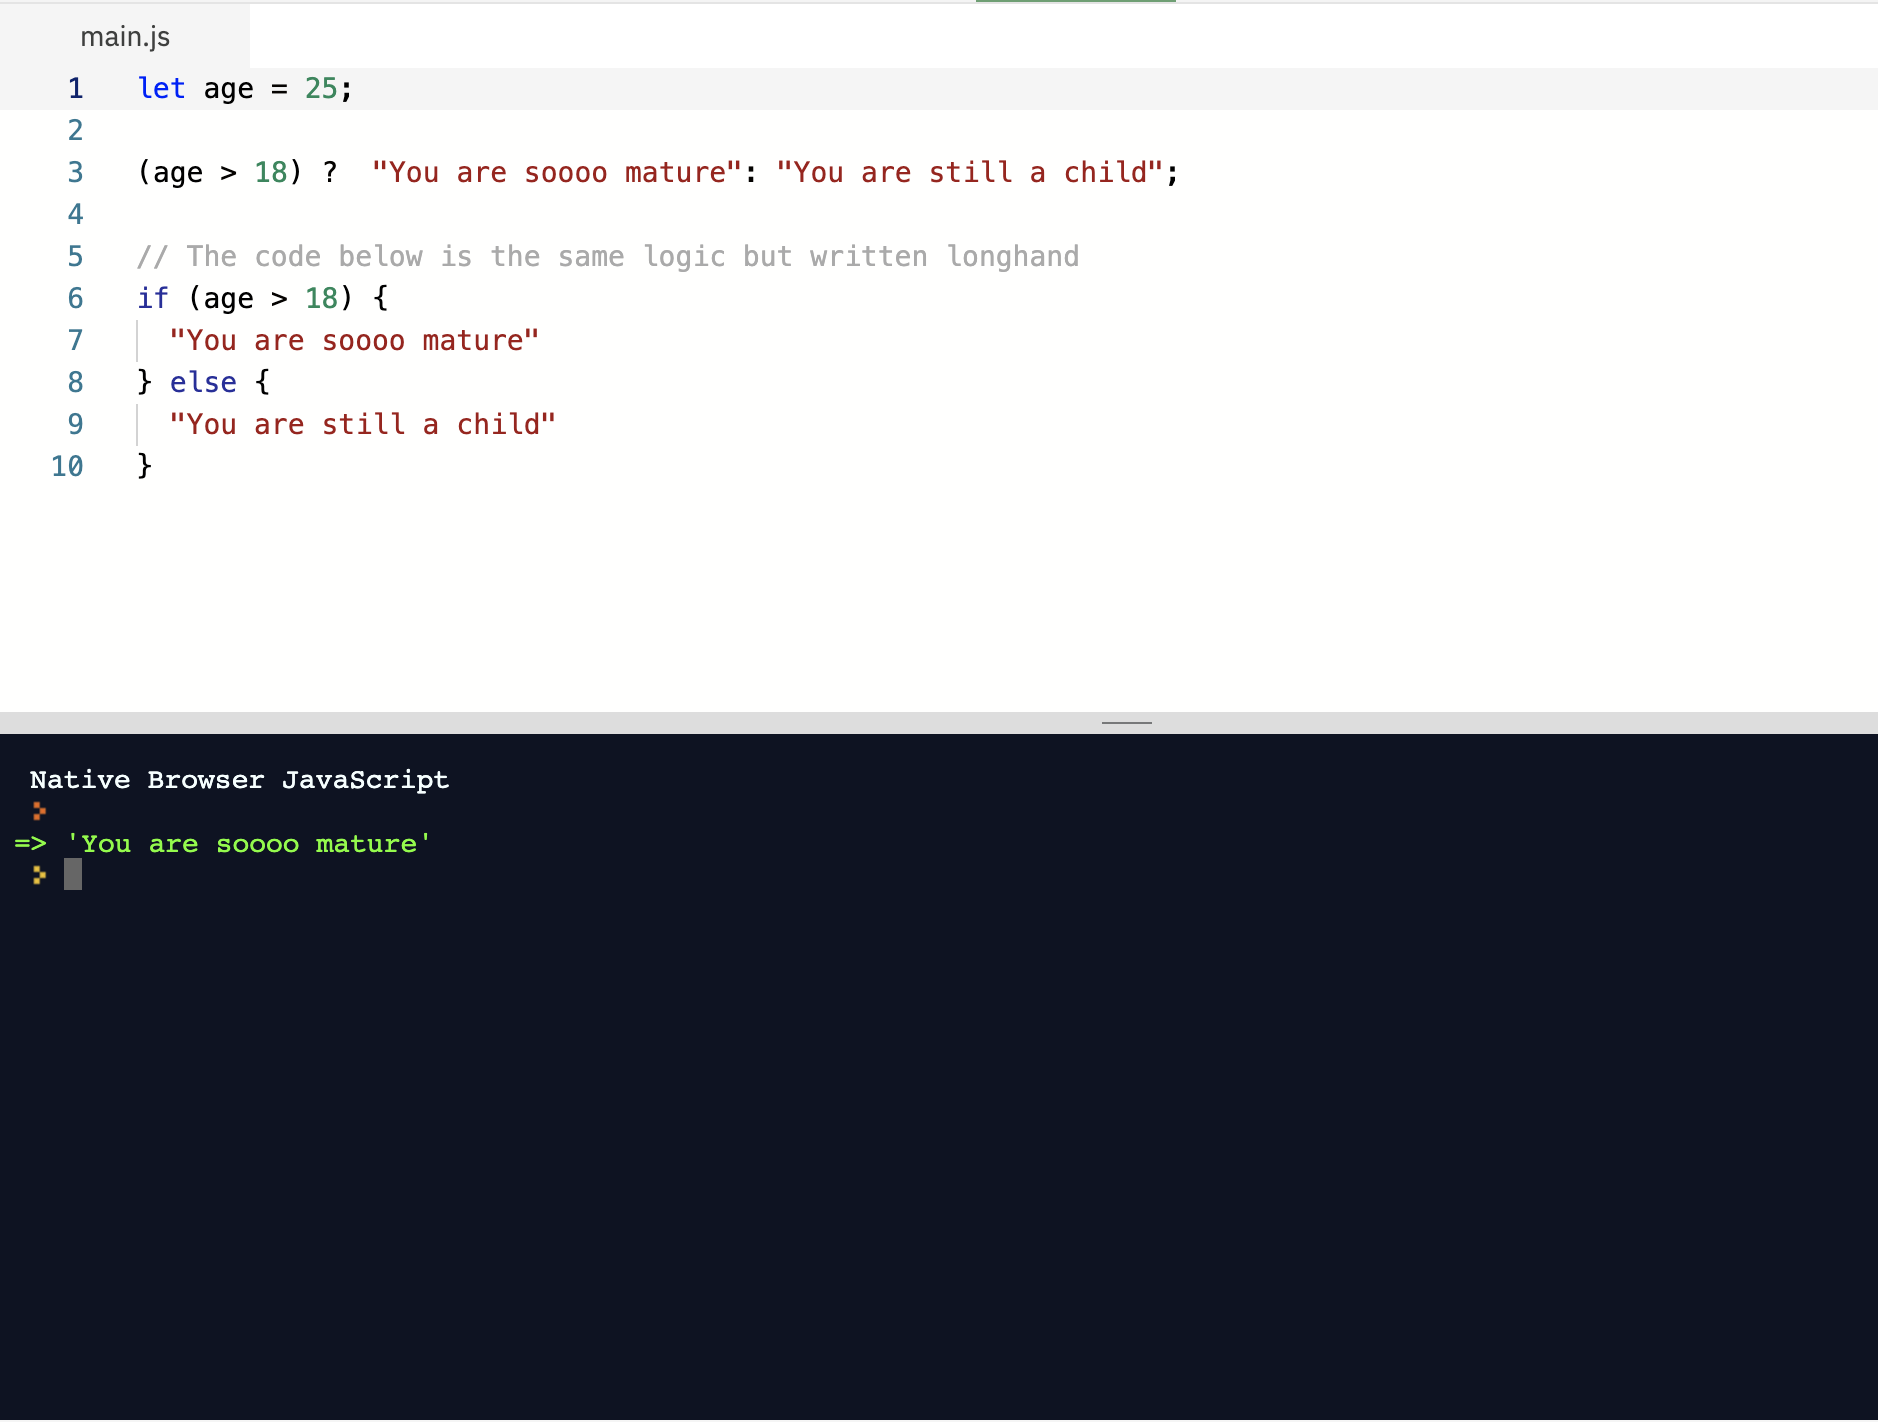 main.js
1 let age = 25;
2
3 (age > 18) ?  "You are soooo mature": "You are still a child";
4
5 // The code below is the same logic but written longhand
6 if (age > 18) {
7   "You are soooo mature"
8 } else {
9   "You are still a child"
10 }
Native Browser JavaScript
>
=> 'You are soooo mature'
>